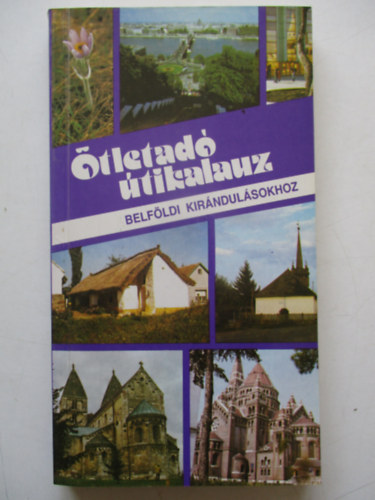 Ötletadó
útikalauz
BELFÖLDI KIRÁNDULÁSOKHOZ